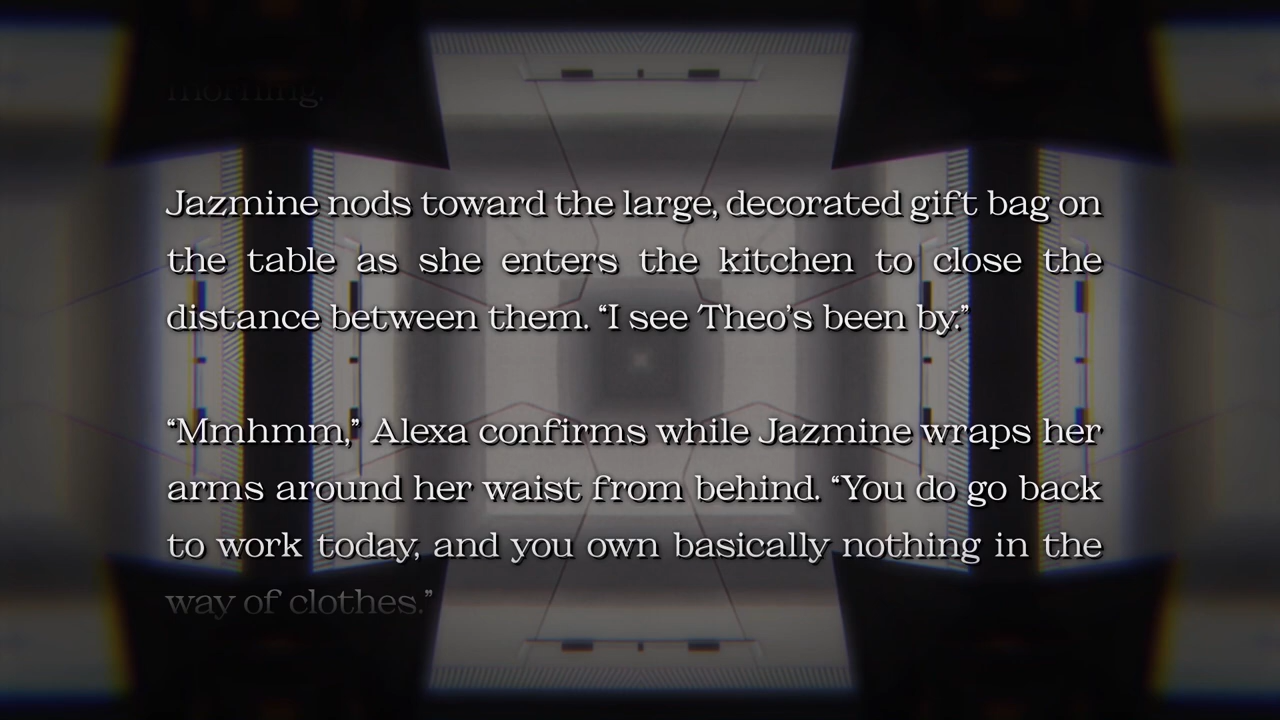 morning.
Jazmine nods toward the large, decorated gift bag on
the table as she enters the kitchen to close the
distance between them. “I see Theo’s been by.”
“Mmhmm,” Alexa confirms while Jazmine wraps her
arms around her waist from behind. “You do go back
to work today, and you own basically nothing in the
way of clothes.”